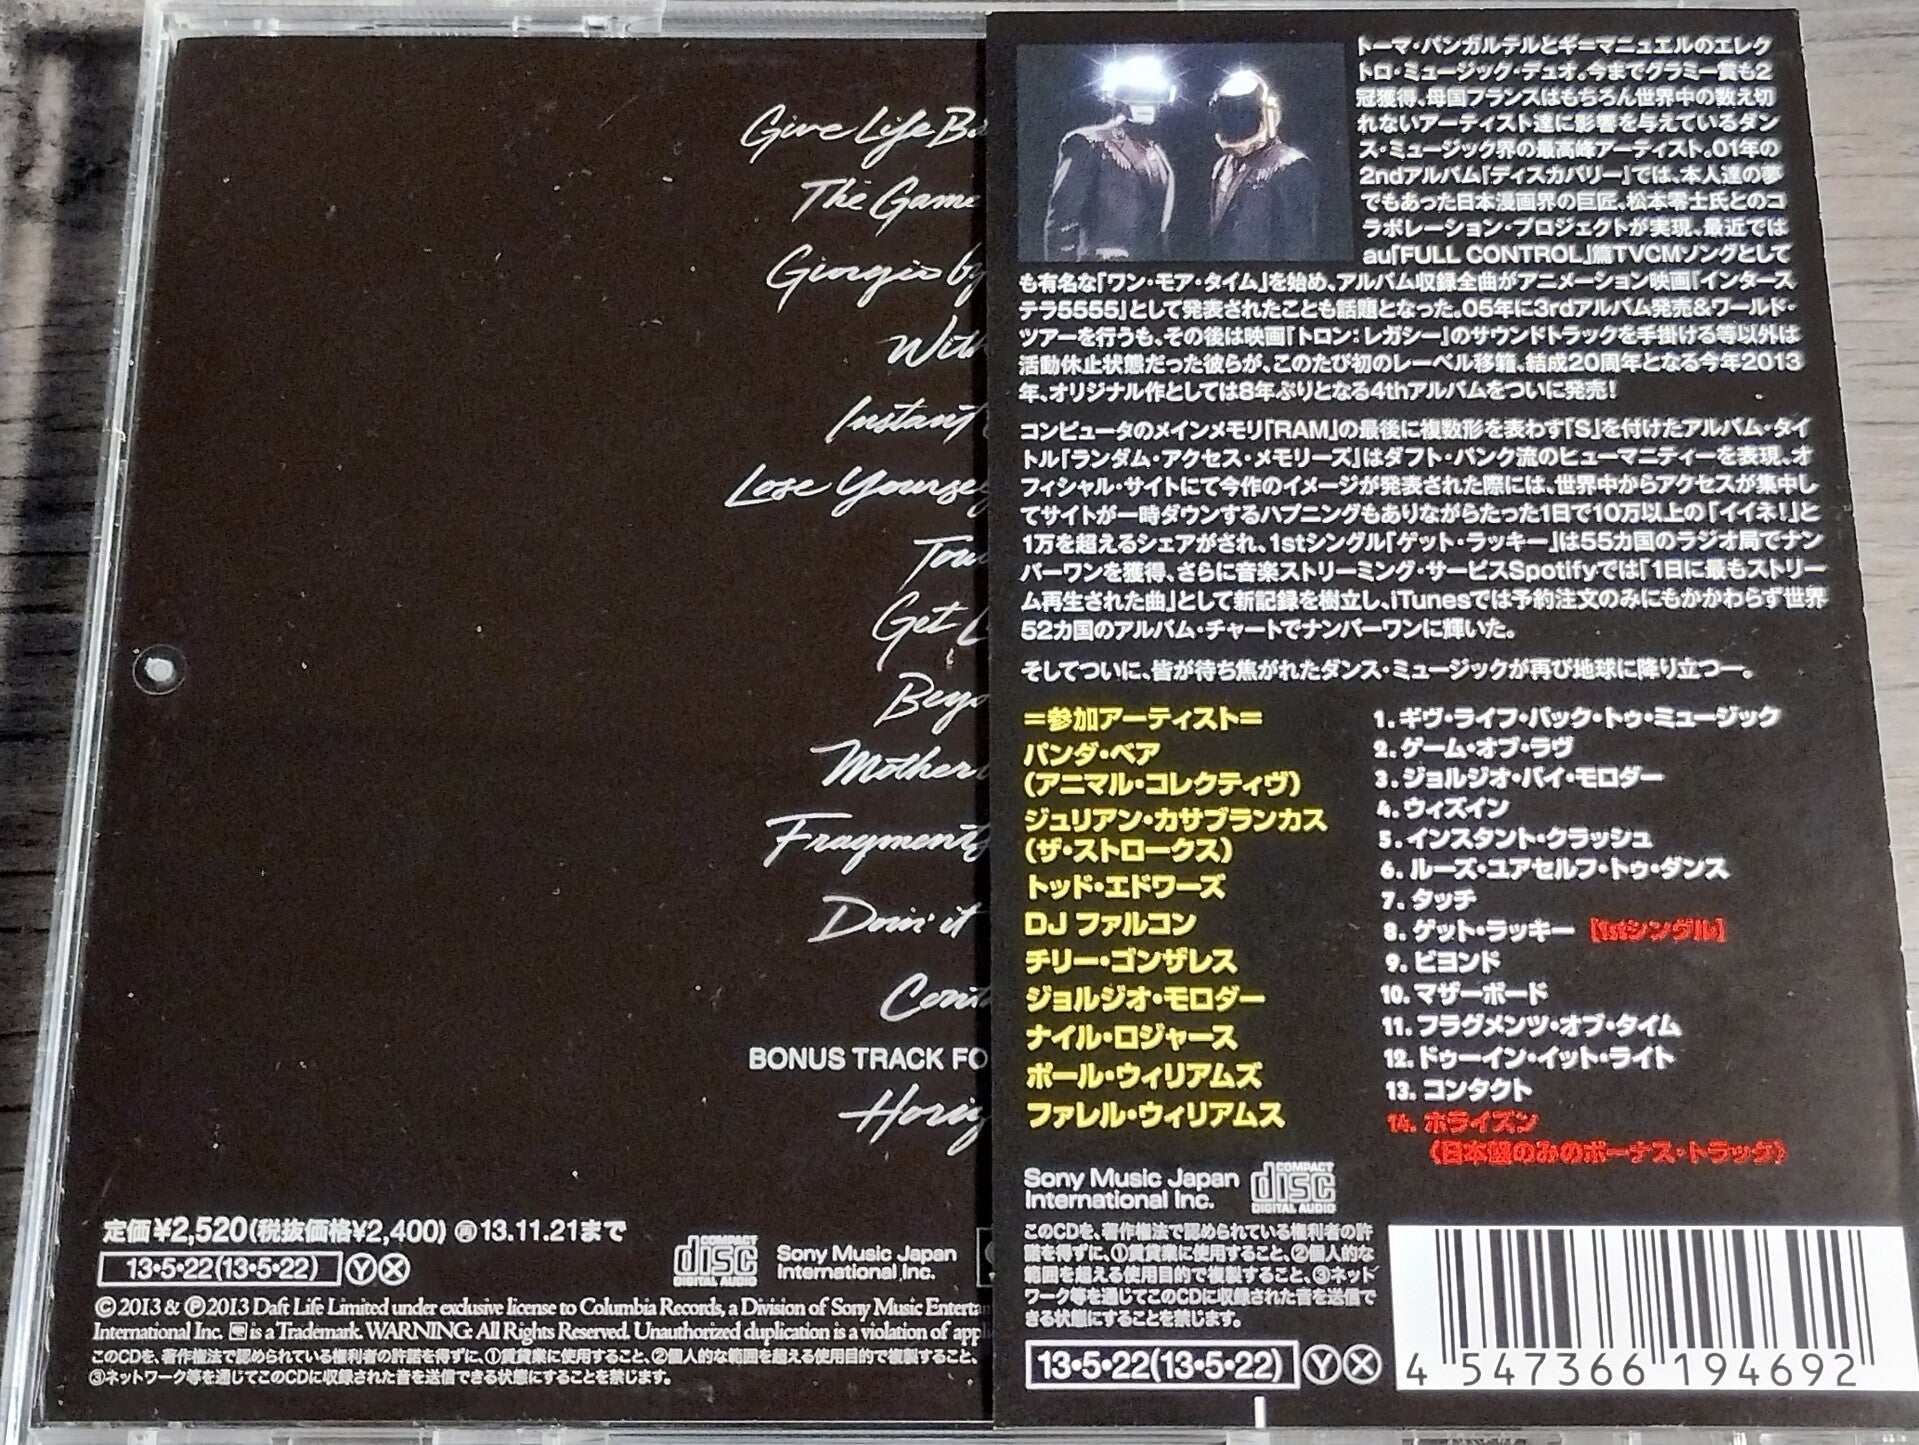 Give Life Ba
The Game
Giorgio by
With
Instant
Lose Yourself
Tou
Get L
Beyo
Mother
Fragments
Doin' it
Cont
BONUS TRACK FO
Horiz
定価¥2,520(税抜価格¥2,400) 再13.11.21まで
13・5・22(13・5・22) Ⓨ Ⓧ
COMPACT
disc
DIGITAL AUDIO
Sony Music Japan
International Inc.
© 2013 & ℗ 2013 Daft Life Limited under exclusive license to Columbia Records, a Division of Sony Music Enterta
International Inc. is a Trademark. WARNING: All Rights Reserved. Unauthorized duplication is a violation of appli
このCDを、著作権法で認められている権利者の許諾を得ずに、①賃貸業に使用すること、②個人的な範囲を超える使用目的で複製すること、
③ネットワーク等を通じてこのCDに収録された音を送信できる状態にすることを禁じます。
トーマ・バンガルテルとギ=マニュエルのエレク
トロ・ミュージック・デュオ。今までグラミー賞も2
冠獲得、母国フランスはもちろん世界中の数え切
れないアーティスト達に影響を与えているダン
ス・ミュージック界の最高峰アーティスト。01年の
2ndアルバム「ディスカバリー」では、本人達の夢
でもあった日本漫画界の巨匠、松本零士氏とのコ
ラボレーション・プロジェクトが実現、最近では
au「FULL CONTROL」篇TVCMソングとして
も有名な「ワン・モア・タイム」を始め、アルバム収録全曲がアニメーション映画『インタース
テラ5555』として発表されたことも話題となった。05年に3rdアルバム発売&ワールド・
ツアーを行うも、その後は映画『トロン:レガシー』のサウンドトラックを手掛ける等以外は
活動休止状態だった彼らが、このたび初のレーベル移籍、結成20周年となる今年2013
年、オリジナル作としては8年ぶりとなる4thアルバムをついに発売!
コンピュータのメインメモリ「RAM」の最後に複数形を表わす「S」を付けたアルバム・タイ
トル「ランダム・アクセス・メモリーズ」はダフト・パンク流のヒューマニティーを表現、オ
フィシャル・サイトにて今作のイメージが発表された際には、世界中からアクセスが集中し
てサイトが一時ダウンするハプニングもありながらたった1日で10万以上の「イイネ!」と
1万を超えるシェアがされ、1stシングル「ゲット・ラッキー」は55カ国のラジオ局でナン
バーワンを獲得、さらに音楽ストリーミング・サービスSpotifyでは「1日に最もストリー
ム再生された曲」として新記録を樹立し、iTunesでは予約注文のみにもかかわらず世界
52カ国のアルバム・チャートでナンバーワンに輝いた。
そしてついに、皆が待ち焦がれたダンス・ミュージックが再び地球に降り立つ―。
=参加アーティスト=
パンダ・ベア
(アニマル・コレクティヴ)
ジュリアン・カサブランカス
(ザ・ストロークス)
トッド・エドワーズ
DJ ファルコン
チリー・ゴンザレス
ジョルジオ・モロダー
ナイル・ロジャース
ポール・ウィリアムズ
ファレル・ウィリアムス
1. ギヴ・ライフ・バック・トゥ・ミュージック
2. ゲーム・オブ・ラヴ
3. ジョルジオ・バイ・モロダー
4. ウィズイン
5. インスタント・クラッシュ
6. ルーズ・ユアセルフ・トゥ・ダンス
7. タッチ
8. ゲット・ラッキー [1stシングル]
9. ビヨンド
10. マザーボード
11. フラグメンツ・オブ・タイム
12. ドゥーイン・イット・ライト
13. コンタクト
14. ホライズン
《日本盤のみのボーナス・トラック》
Sony Music Japan
International Inc.
COMPACT
disc
DIGITAL AUDIO
このCDを、著作権法で認められている権利者の許
諾を得ずに、①賃貸業に使用すること、②個人的な
範囲を超える使用目的で複製すること、③ネット
ワーク等を通じてこのCDに収録された音を送信で
きる状態にすることを禁じます。
13・5・22(13・5・22) Ⓨ Ⓧ
4 547366 194692